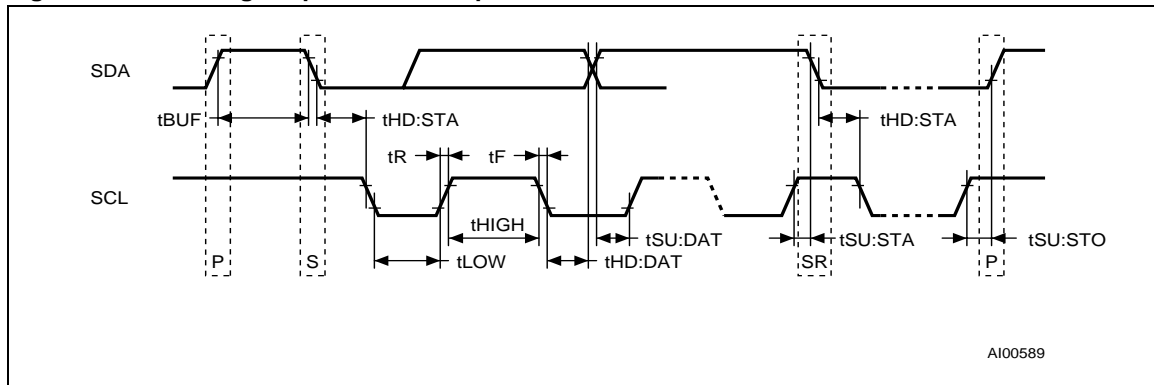 SDA
tBUF
tHD:STA
tHD:STA
tR
tF
SCL
tHIGH
tSU:DAT
tSU:STA
tSU:STO
P
S
tLOW
tHD:DAT
SR
P
AI00589